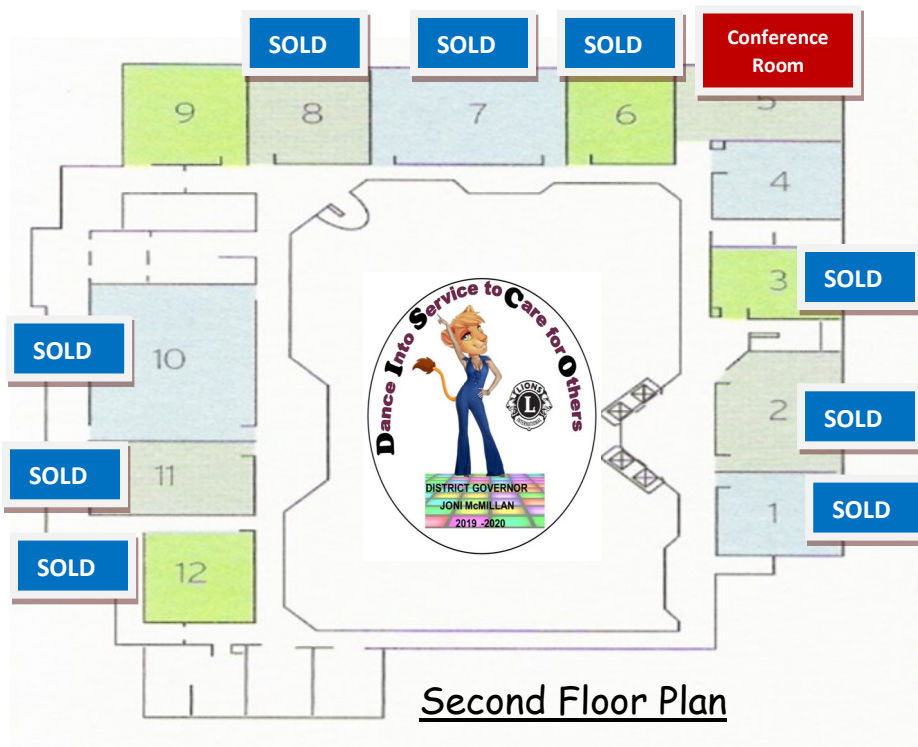 SOLD
SOLD
SOLD
Conference
Room
9
8
7
6
5
4
3
SOLD
10
SOLD
2
SOLD
11
SOLD
1
SOLD
12
SOLD
Dance Into Service to Care for Others
LIONS
L
INTERNATIONAL
DISTRICT GOVERNOR
JONI McMILLAN
2019 -2020
Second Floor Plan